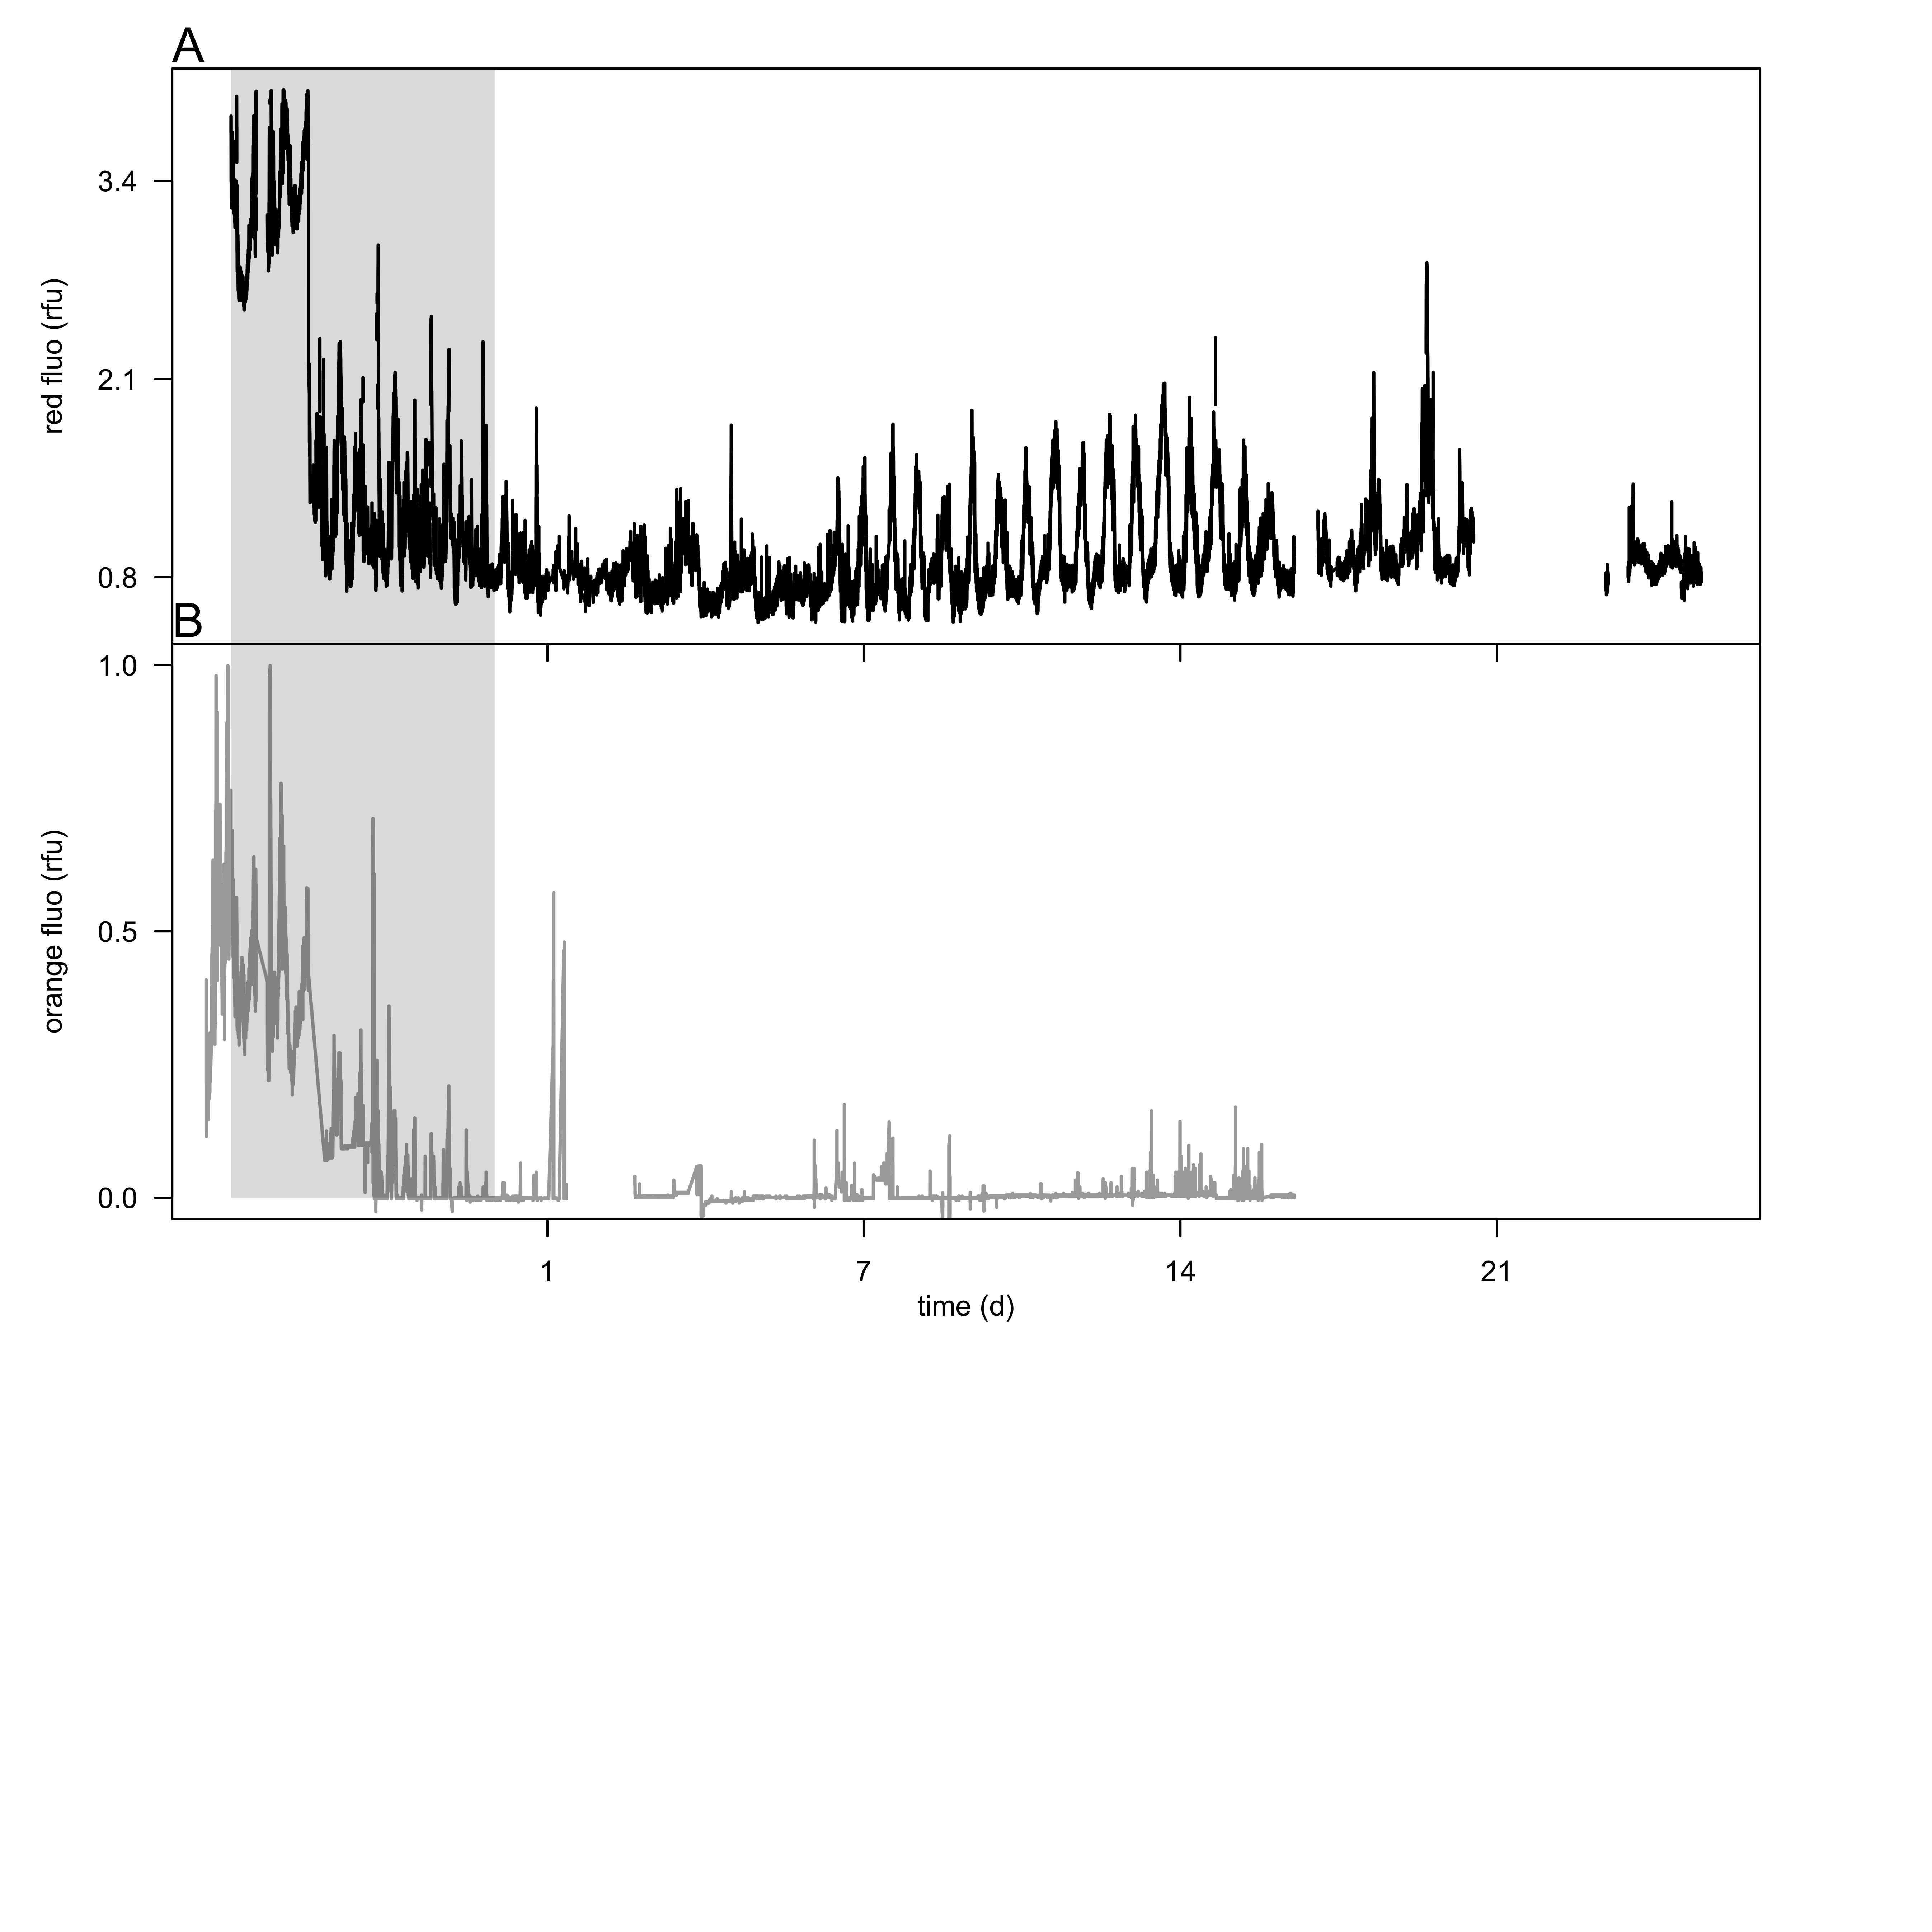 A
3.4
2.1
0.8
red fluo (rfu)
B
1.0
0.5
0.0
orange fluo (rfu)
1 7 14 21
time (d)